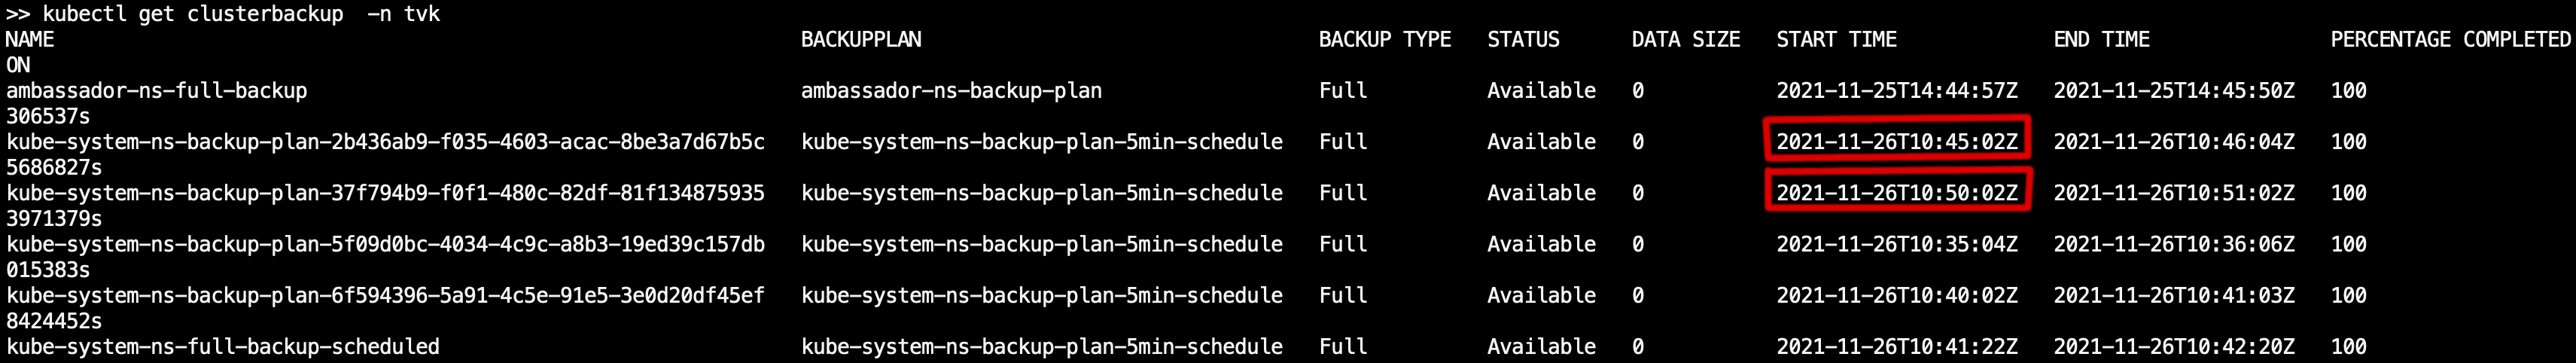 >> kubectl get clusterbackup  -n tvk
NAME                                                              BACKUPPLAN                                 BACKUP TYPE   STATUS      DATA SIZE   START TIME             END TIME               PERCENTAGE COMPLETED
ON
ambassador-ns-full-backup                                         ambassador-ns-backup-plan                  Full          Available   0           2021-11-25T14:44:57Z   2021-11-25T14:45:50Z   100
306537s
kube-system-ns-backup-plan-2b436ab9-f035-4603-acac-8be3a7d67b5c   kube-system-ns-backup-plan-5min-schedule   Full          Available   0           2021-11-26T10:45:02Z   2021-11-26T10:46:04Z   100
5686827s
kube-system-ns-backup-plan-37f794b9-f0f1-480c-82df-81f134875935   kube-system-ns-backup-plan-5min-schedule   Full          Available   0           2021-11-26T10:50:02Z   2021-11-26T10:51:02Z   100
3971379s
kube-system-ns-backup-plan-5f09d0bc-4034-4c9c-a8b3-19ed39c157db   kube-system-ns-backup-plan-5min-schedule   Full          Available   0           2021-11-26T10:35:04Z   2021-11-26T10:36:06Z   100
015383s
kube-system-ns-backup-plan-6f594396-5a91-4c5e-91e5-3e0d20df45ef   kube-system-ns-backup-plan-5min-schedule   Full          Available   0           2021-11-26T10:40:02Z   2021-11-26T10:41:03Z   100
8424452s
kube-system-ns-full-backup-scheduled                              kube-system-ns-backup-plan-5min-schedule   Full          Available   0           2021-11-26T10:41:22Z   2021-11-26T10:42:20Z   100